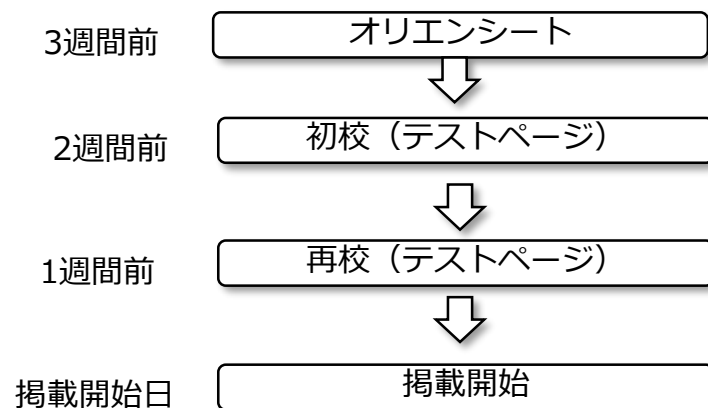 3週間前
オリエンシート
2週間前
初校（テストページ）
1週間前
再校（テストページ）
掲載開始日
掲載開始